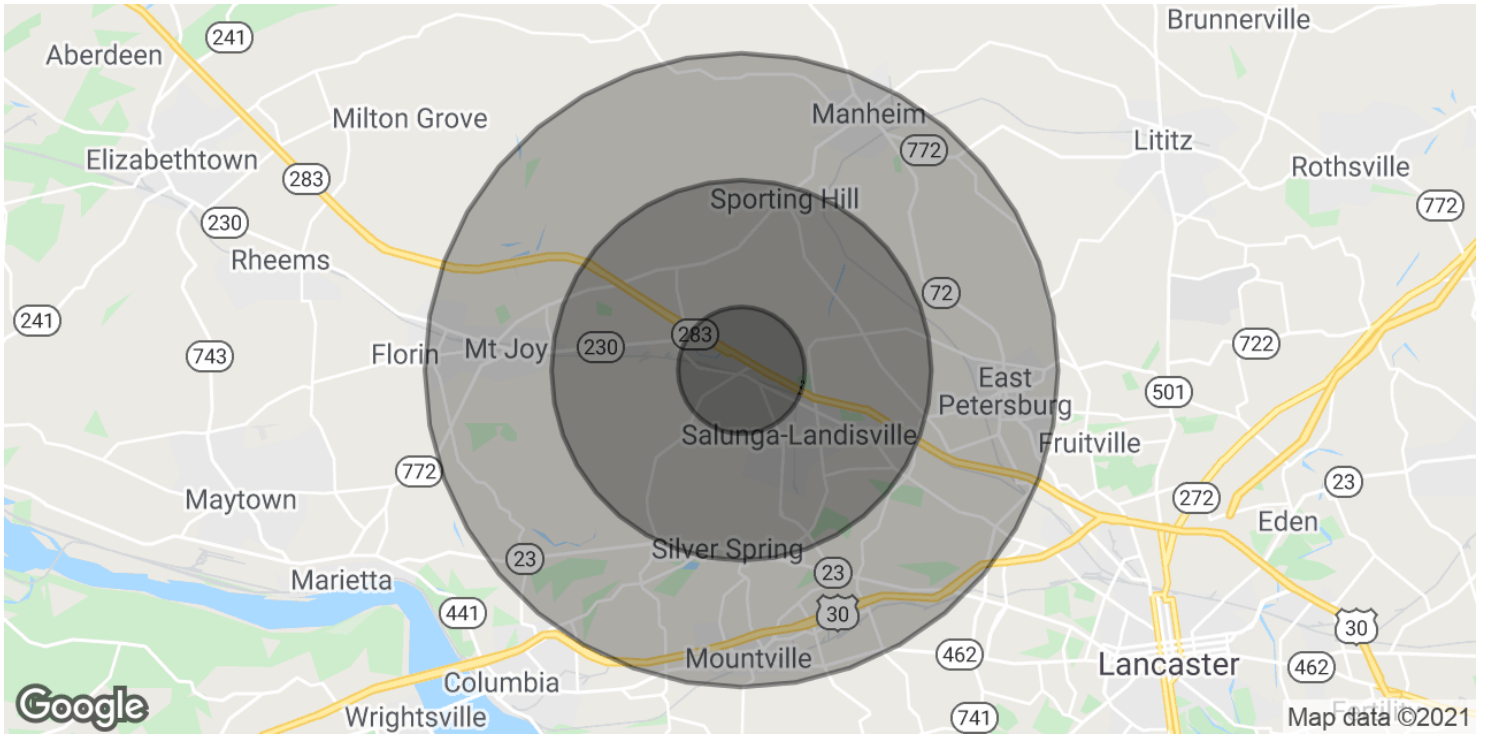 Brunnerville
241
Aberdeen
Milton Grove
Manheim
Lititz
772
Elizabethtown
Rothsville
283
Sporting Hill
772
230
Rheems
72
241
283
743
Florin
Mt Joy
230
722
East
Petersburg
501
Salunga-Landisville
Fruitville
772
Maytown
272
23
Eden
Silver Spring
23
23
Marietta
441
30
30
Mountville
462
Lancaster
462
Columbia
Google
Wrightsville
741
Fertility
Map data ©2021